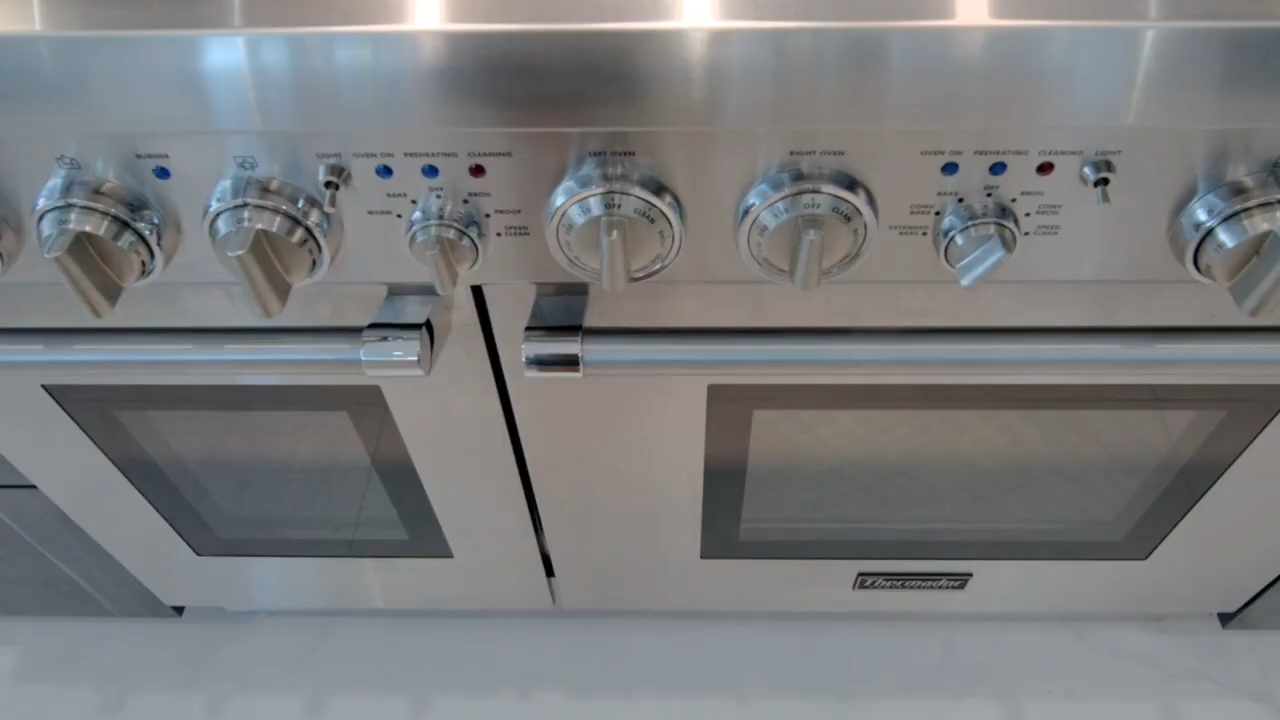 BURNER
LIGHT
OVEN ON
PREHEATING
CLEANING
OFF
BAKE
BROIL
WARM
PROOF
SPEED
CLEAN
LEFT OVEN
OFF
CLEAN
RIGHT OVEN
OFF
CLEAN
OVEN ON
PREHEATING
CLEANING
LIGHT
OFF
BAKE
BROIL
CONV
BAKE
CONV
BROIL
EXTENDED
BAKE
SPEED
CLEAN
OFF
OFF
Thermador